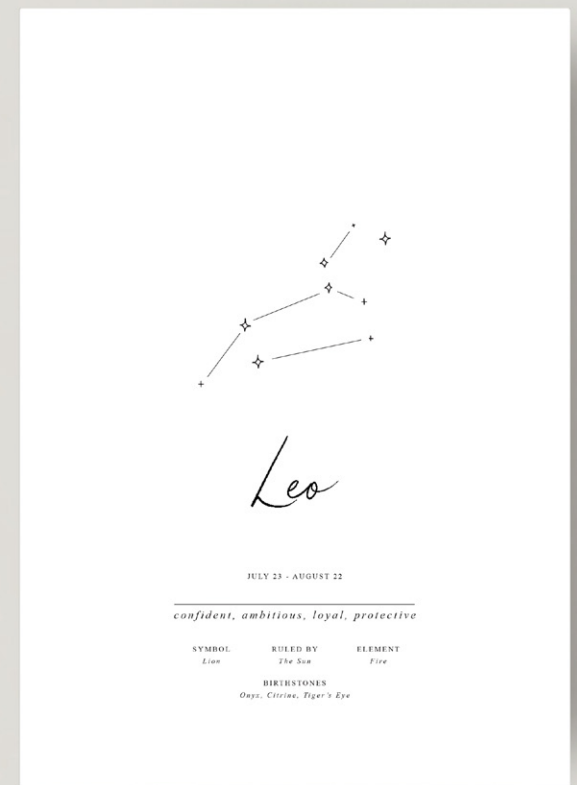 Leo
JULY 23 - AUGUST 22
confident, ambitious, loyal, protective
SYMBOL RULED BY ELEMENT
Lion The Son Fire
BIRTHSTONES
Onyx, Citrine, Tiger's Eye